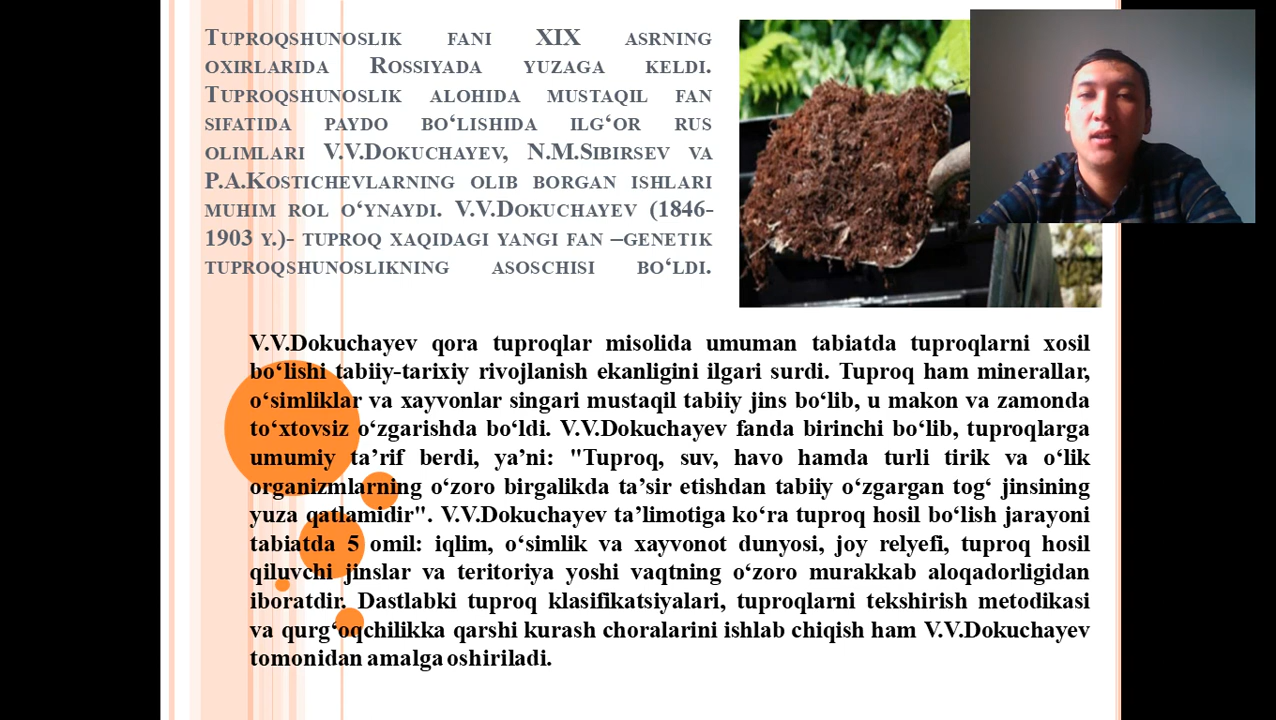 Tuproqshunoslik fani XIX asrning
oxirlarida Rossiyada yuzaga keldi.
Tuproqshunoslik alohida mustaqil fan
sifatida paydo bo‘lishida ilg‘or rus
olimlari V.V.Dokuchayev, N.M.Sibirsev va
P.A.Kostichevlarning olib borgan ishlari
muhim rol o‘ynaydi. V.V.Dokuchayev (1846-
1903 y.)- tuproq xaqidagi yangi fan –genetik
tuproqshunoslikning asoschisi bo‘ldi.
V.V.Dokuchayev qora tuproqlar misolida umuman tabiatda tuproqlarni xosil
bo‘lishi tabiiy-tarixiy rivojlanish ekanligini ilgari surdi. Tuproq ham minerallar,
o‘simliklar va xayvonlar singari mustaqil tabiiy jins bo‘lib, u makon va zamonda
to‘xtovsiz o‘zgarishda bo‘ldi. V.V.Dokuchayev fanda birinchi bo‘lib, tuproqlarga
umumiy ta’rif berdi, ya’ni: "Tuproq, suv, havo hamda turli tirik va o‘lik
organizmlarning o‘zoro birgalikda ta’sir etishdan tabiiy o‘zgargan tog‘ jinsining
yuza qatlamidir". V.V.Dokuchayev ta’limotiga ko‘ra tuproq hosil bo‘lish jarayoni
tabiatda 5 omil: iqlim, o‘simlik va xayvonot dunyosi, joy relyefi, tuproq hosil
qiluvchi jinslar va teritoriya yoshi vaqtning o‘zoro murakkab aloqadorligidan
iboratdir. Dastlabki tuproq klasifikatsiyalari, tuproqlarni tekshirish metodikasi
va qurg‘oqchilikka qarshi kurash choralarini ishlab chiqish ham V.V.Dokuchayev
tomonidan amalga oshiriladi.